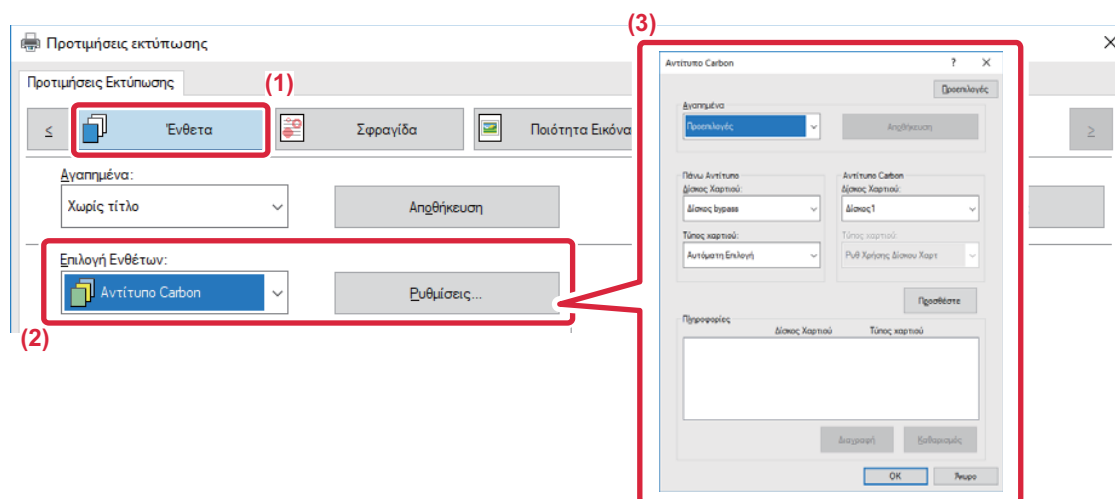 (3)
Προτιμήσεις εκτύπωσης
Προτιμήσεις Εκτύπωσης
(1)
≤ Ένθετα Σφραγίδα Ποιότητα Εικόνα ≥
Αγαπημένα:
Χωρίς τίτλο Αποθήκευση
Επιλογή Ενθέτων:
Αντίτυπο Carbon Ρυθμίσεις...
(2)
Αντίτυπο Carbon ? ×
Προεπιλογές
Αγαπημένα
Προεπιλογές Αποθήκευση
Πάνω Αντίτυπο Αντίτυπο Carbon
Δίσκος Χαρτιού: Δίσκος Χαρτιού:
Δίσκος bypass Δίσκος1
Τύπος χαρτιού: Τύπος χαρτιού:
Αυτόματη Επιλογή Ρυθ Χρήσης Δίσκου Χαρτ
Προσθέστε
Πληροφορίες
Δίσκος Χαρτιού Τύπος χαρτιού
Διαγραφή Καθαρισμός
OK Άκυρο